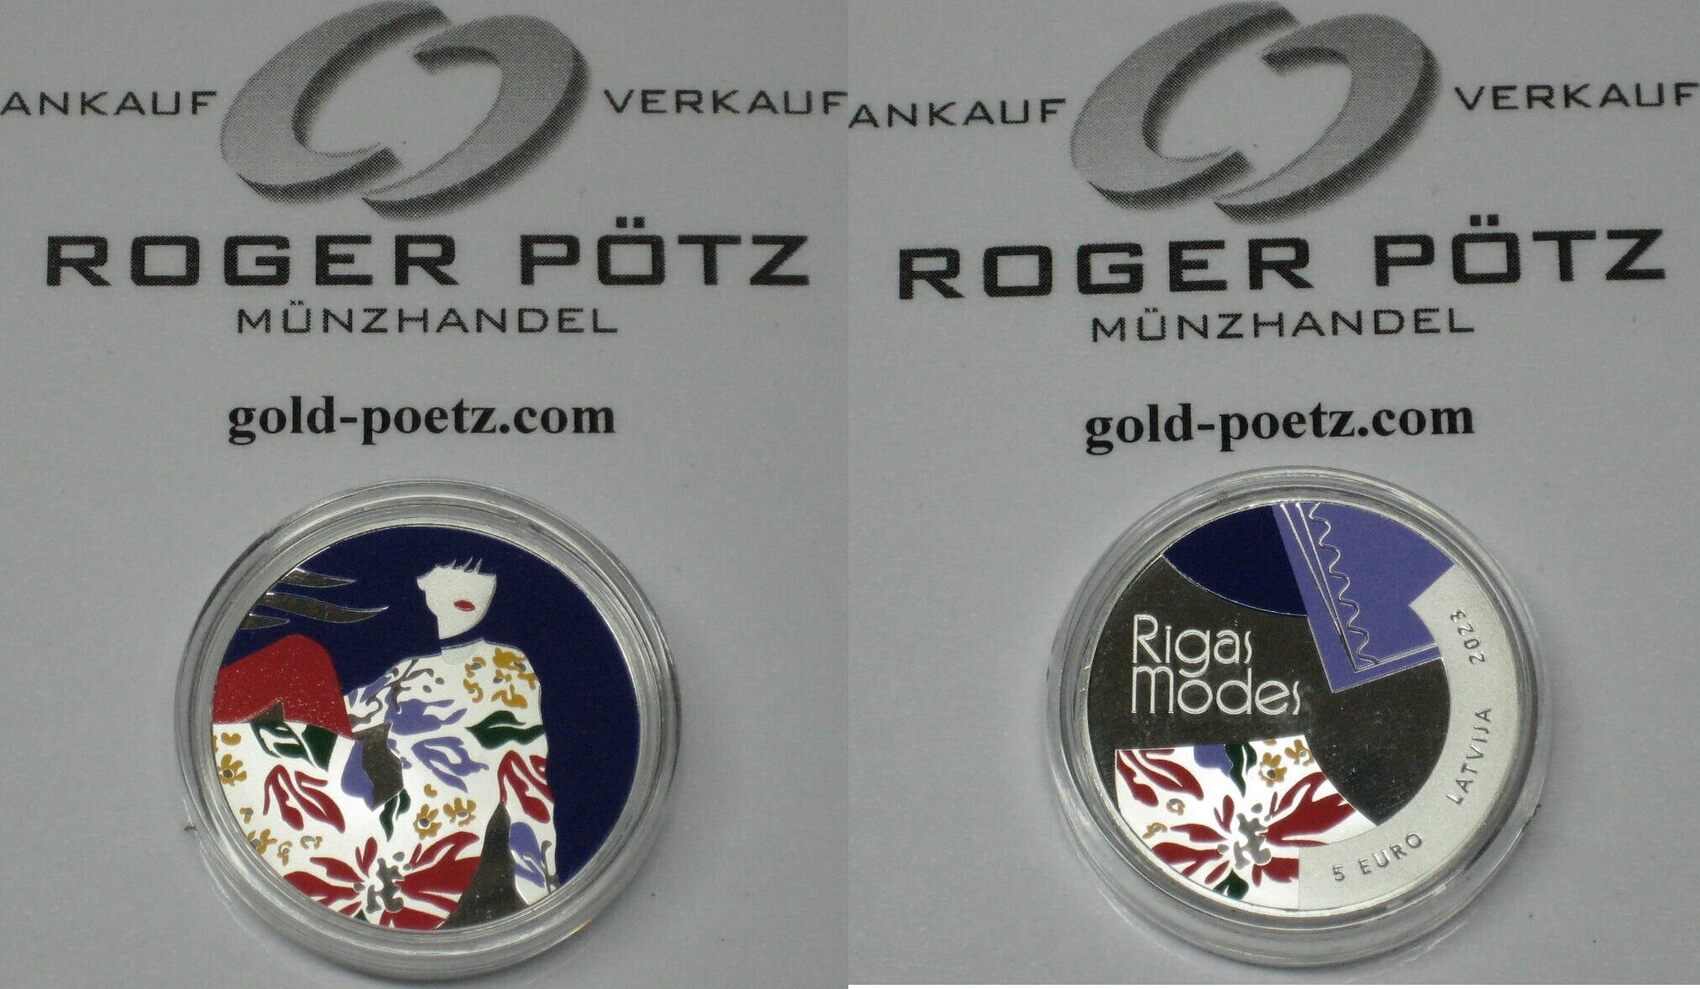 ANKAUF VERKAUF
ROGER PÖTZ
MÜNZHANDEL
gold-poetz.com
ANKAUF VERKAUF
ROGER PÖTZ
MÜNZHANDEL
gold-poetz.com
Rigas
Modes
5 EURO LATVIJA 2023